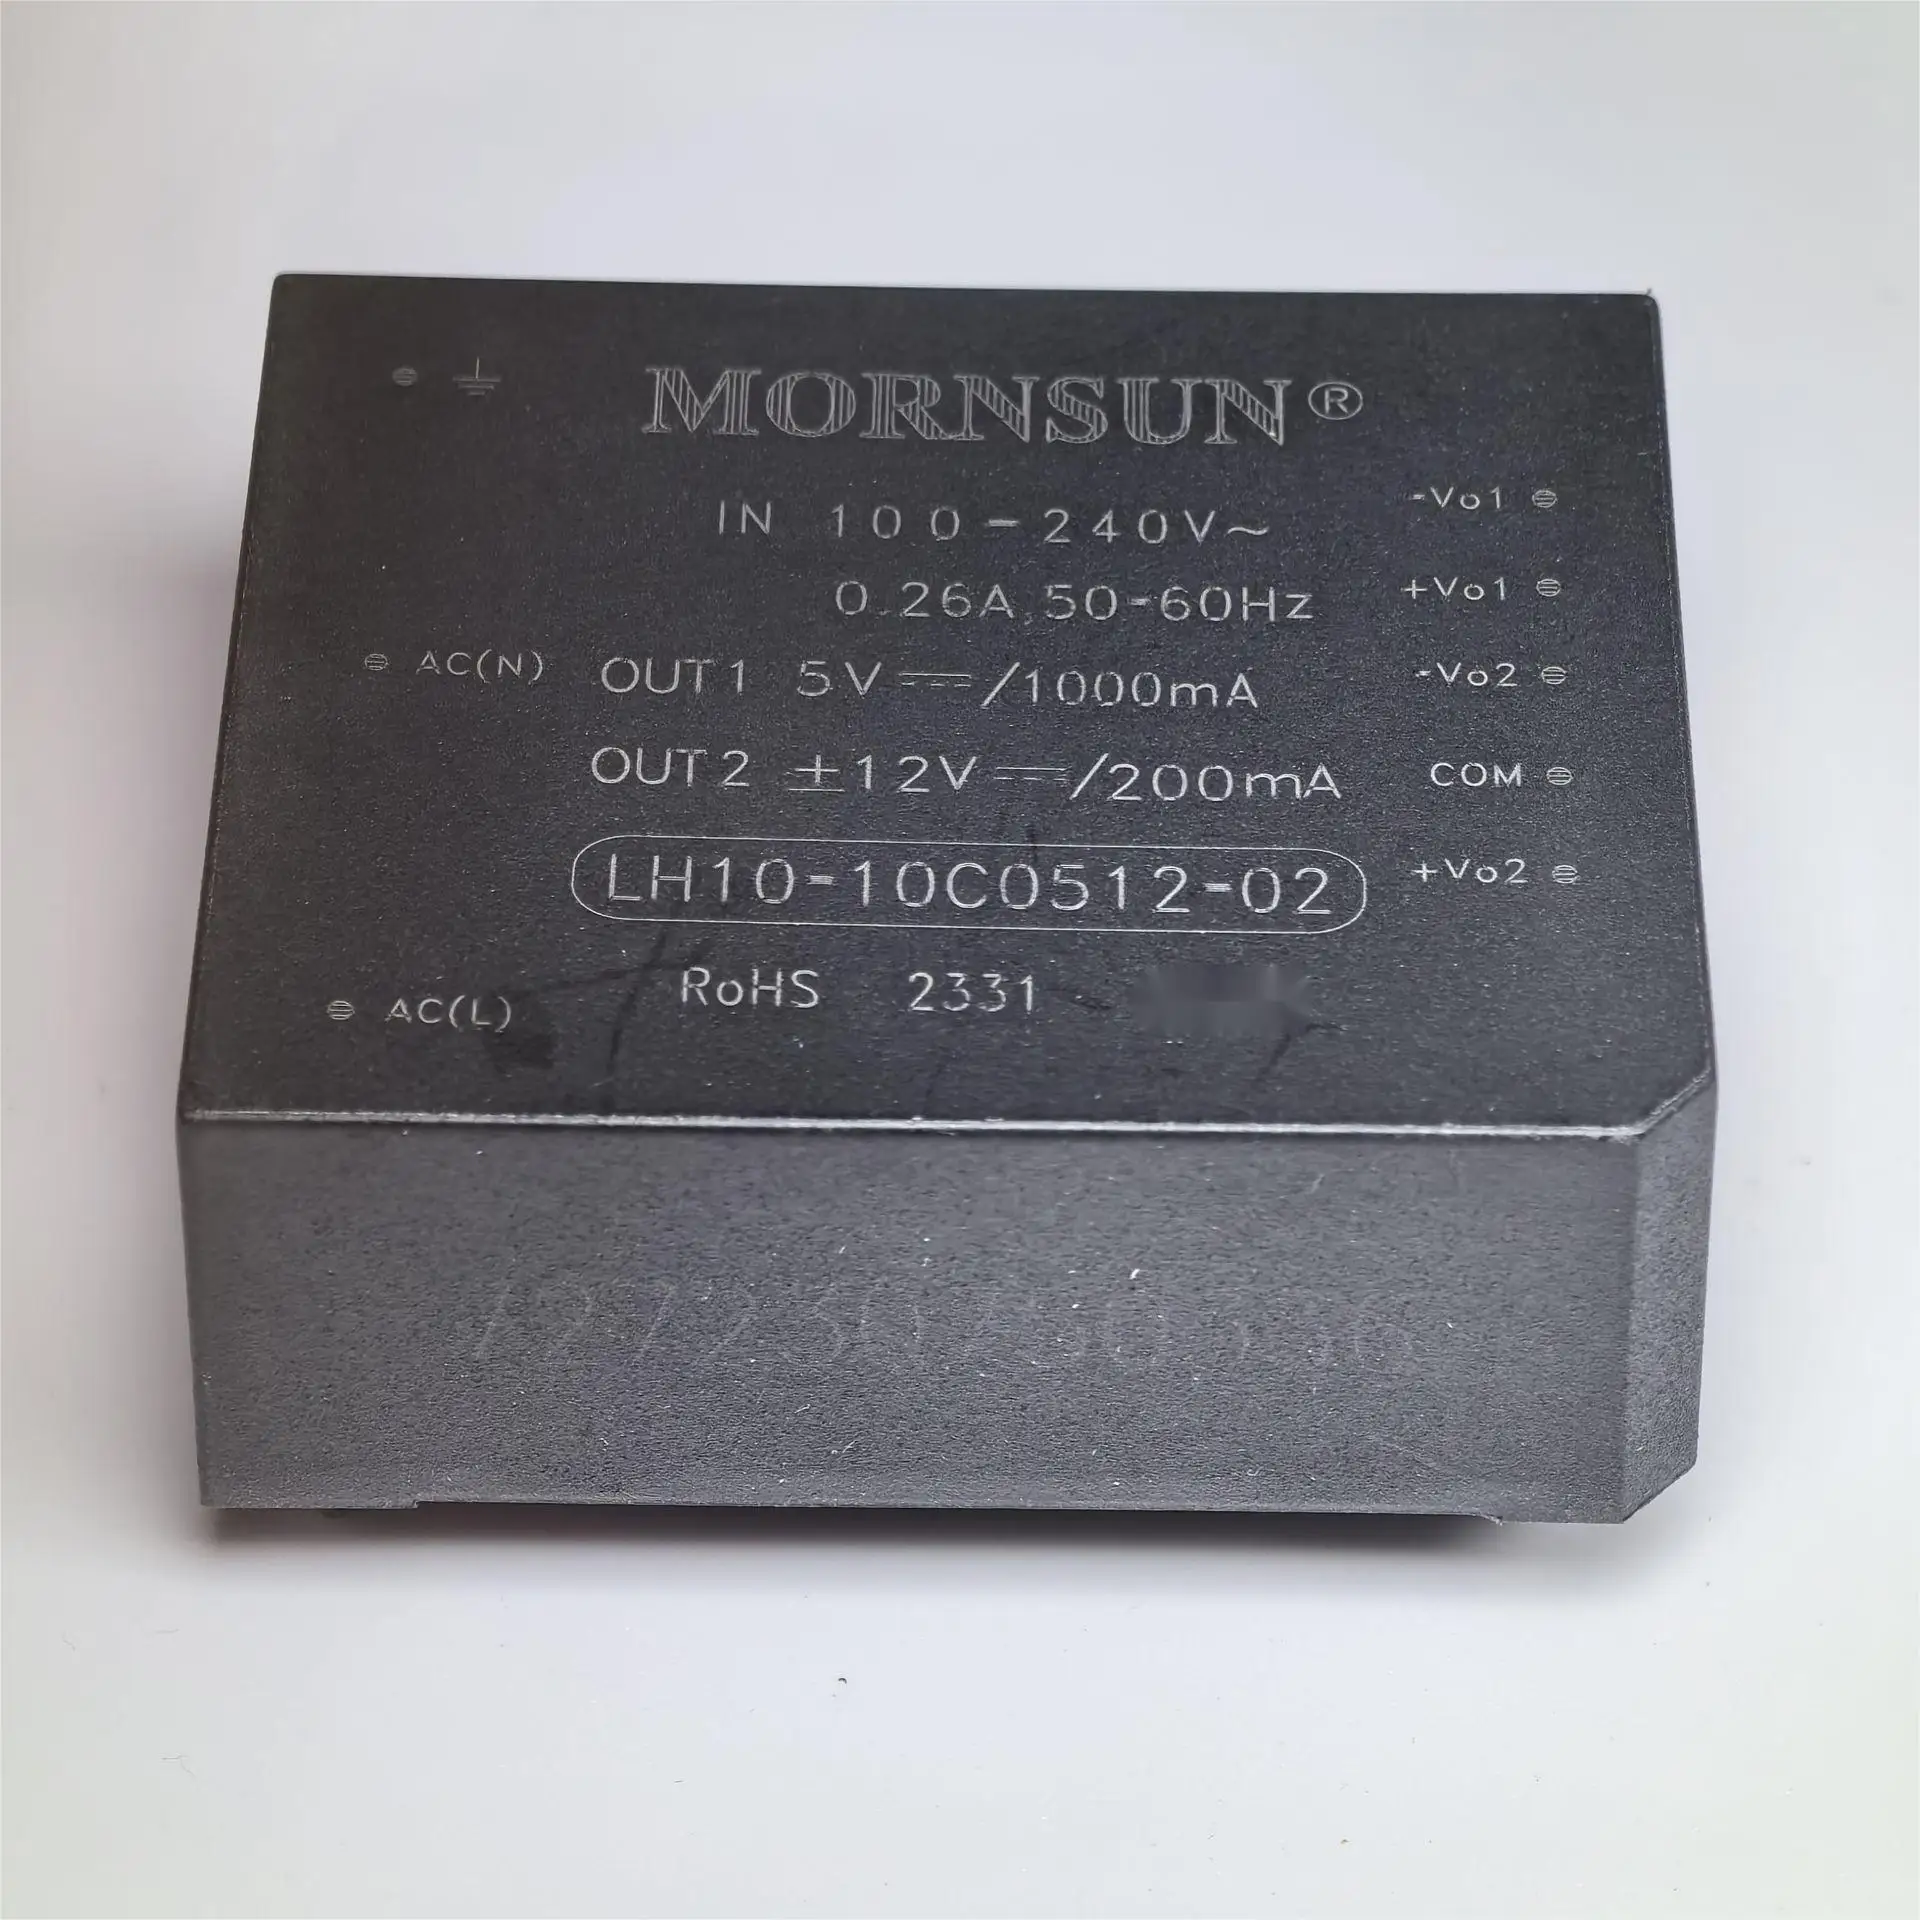 MORNSUN®
IN 100-240V~
0.26A 50-60Hz
OUT1 5V⎓/1000mA
OUT2 ±12V⎓/200mA
LH10-10C0512-02
RoHS 2331
AC(N)
AC(L)
-Vo1
+Vo1
-Vo2
COM
+Vo2